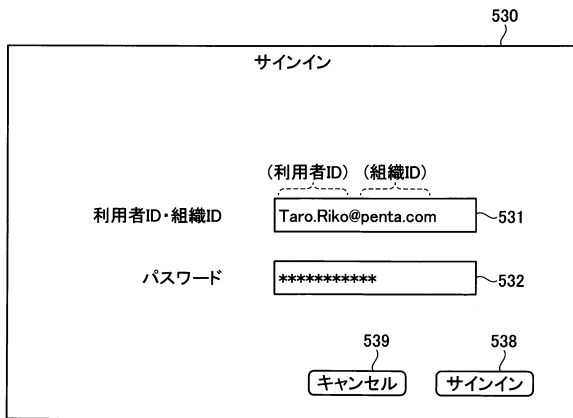 530
サインイン
(利用者ID) (組織ID)
利用者ID・組織ID Taro.Riko@penta.com 531
パスワード *********** 532
539 538
キャンセル サインイン